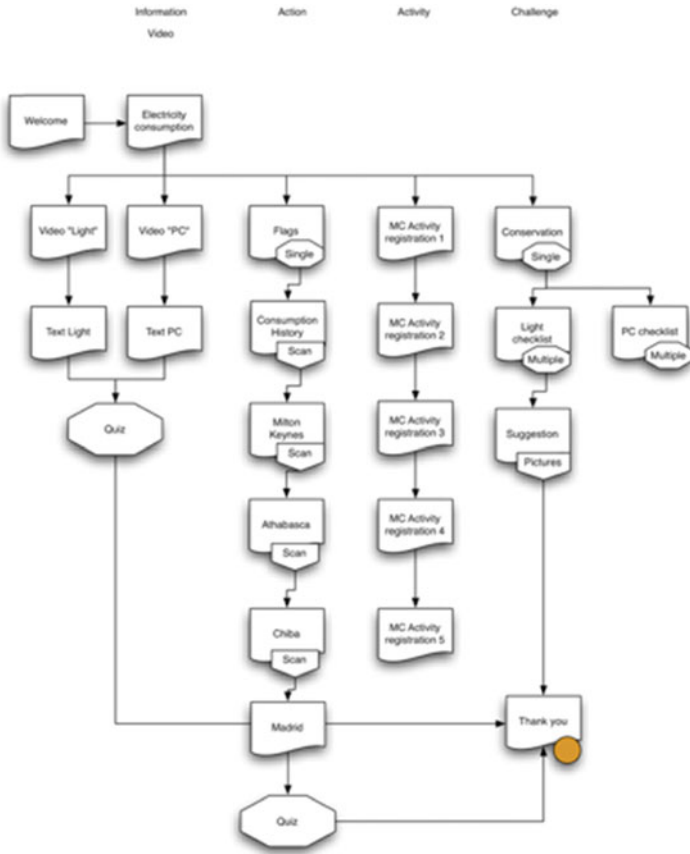 Information
Video
Action
Activity
Challenge
Welcome
Electricity
consumption
Video "Light"
Video "PC"
Flags
Single
MC Activity
registration 1
Conservation
Single
Text Light
Text PC
Consumption
History
Scan
MC Activity
registration 2
Light
checklist
Multiple
PC checklist
Multiple
Quiz
Milton
Keynes
Scan
MC Activity
registration 3
Suggestion
Pictures
Athabasca
Scan
MC Activity
registration 4
Chiba
Scan
MC Activity
registration 5
Madrid
Thank you
Quiz